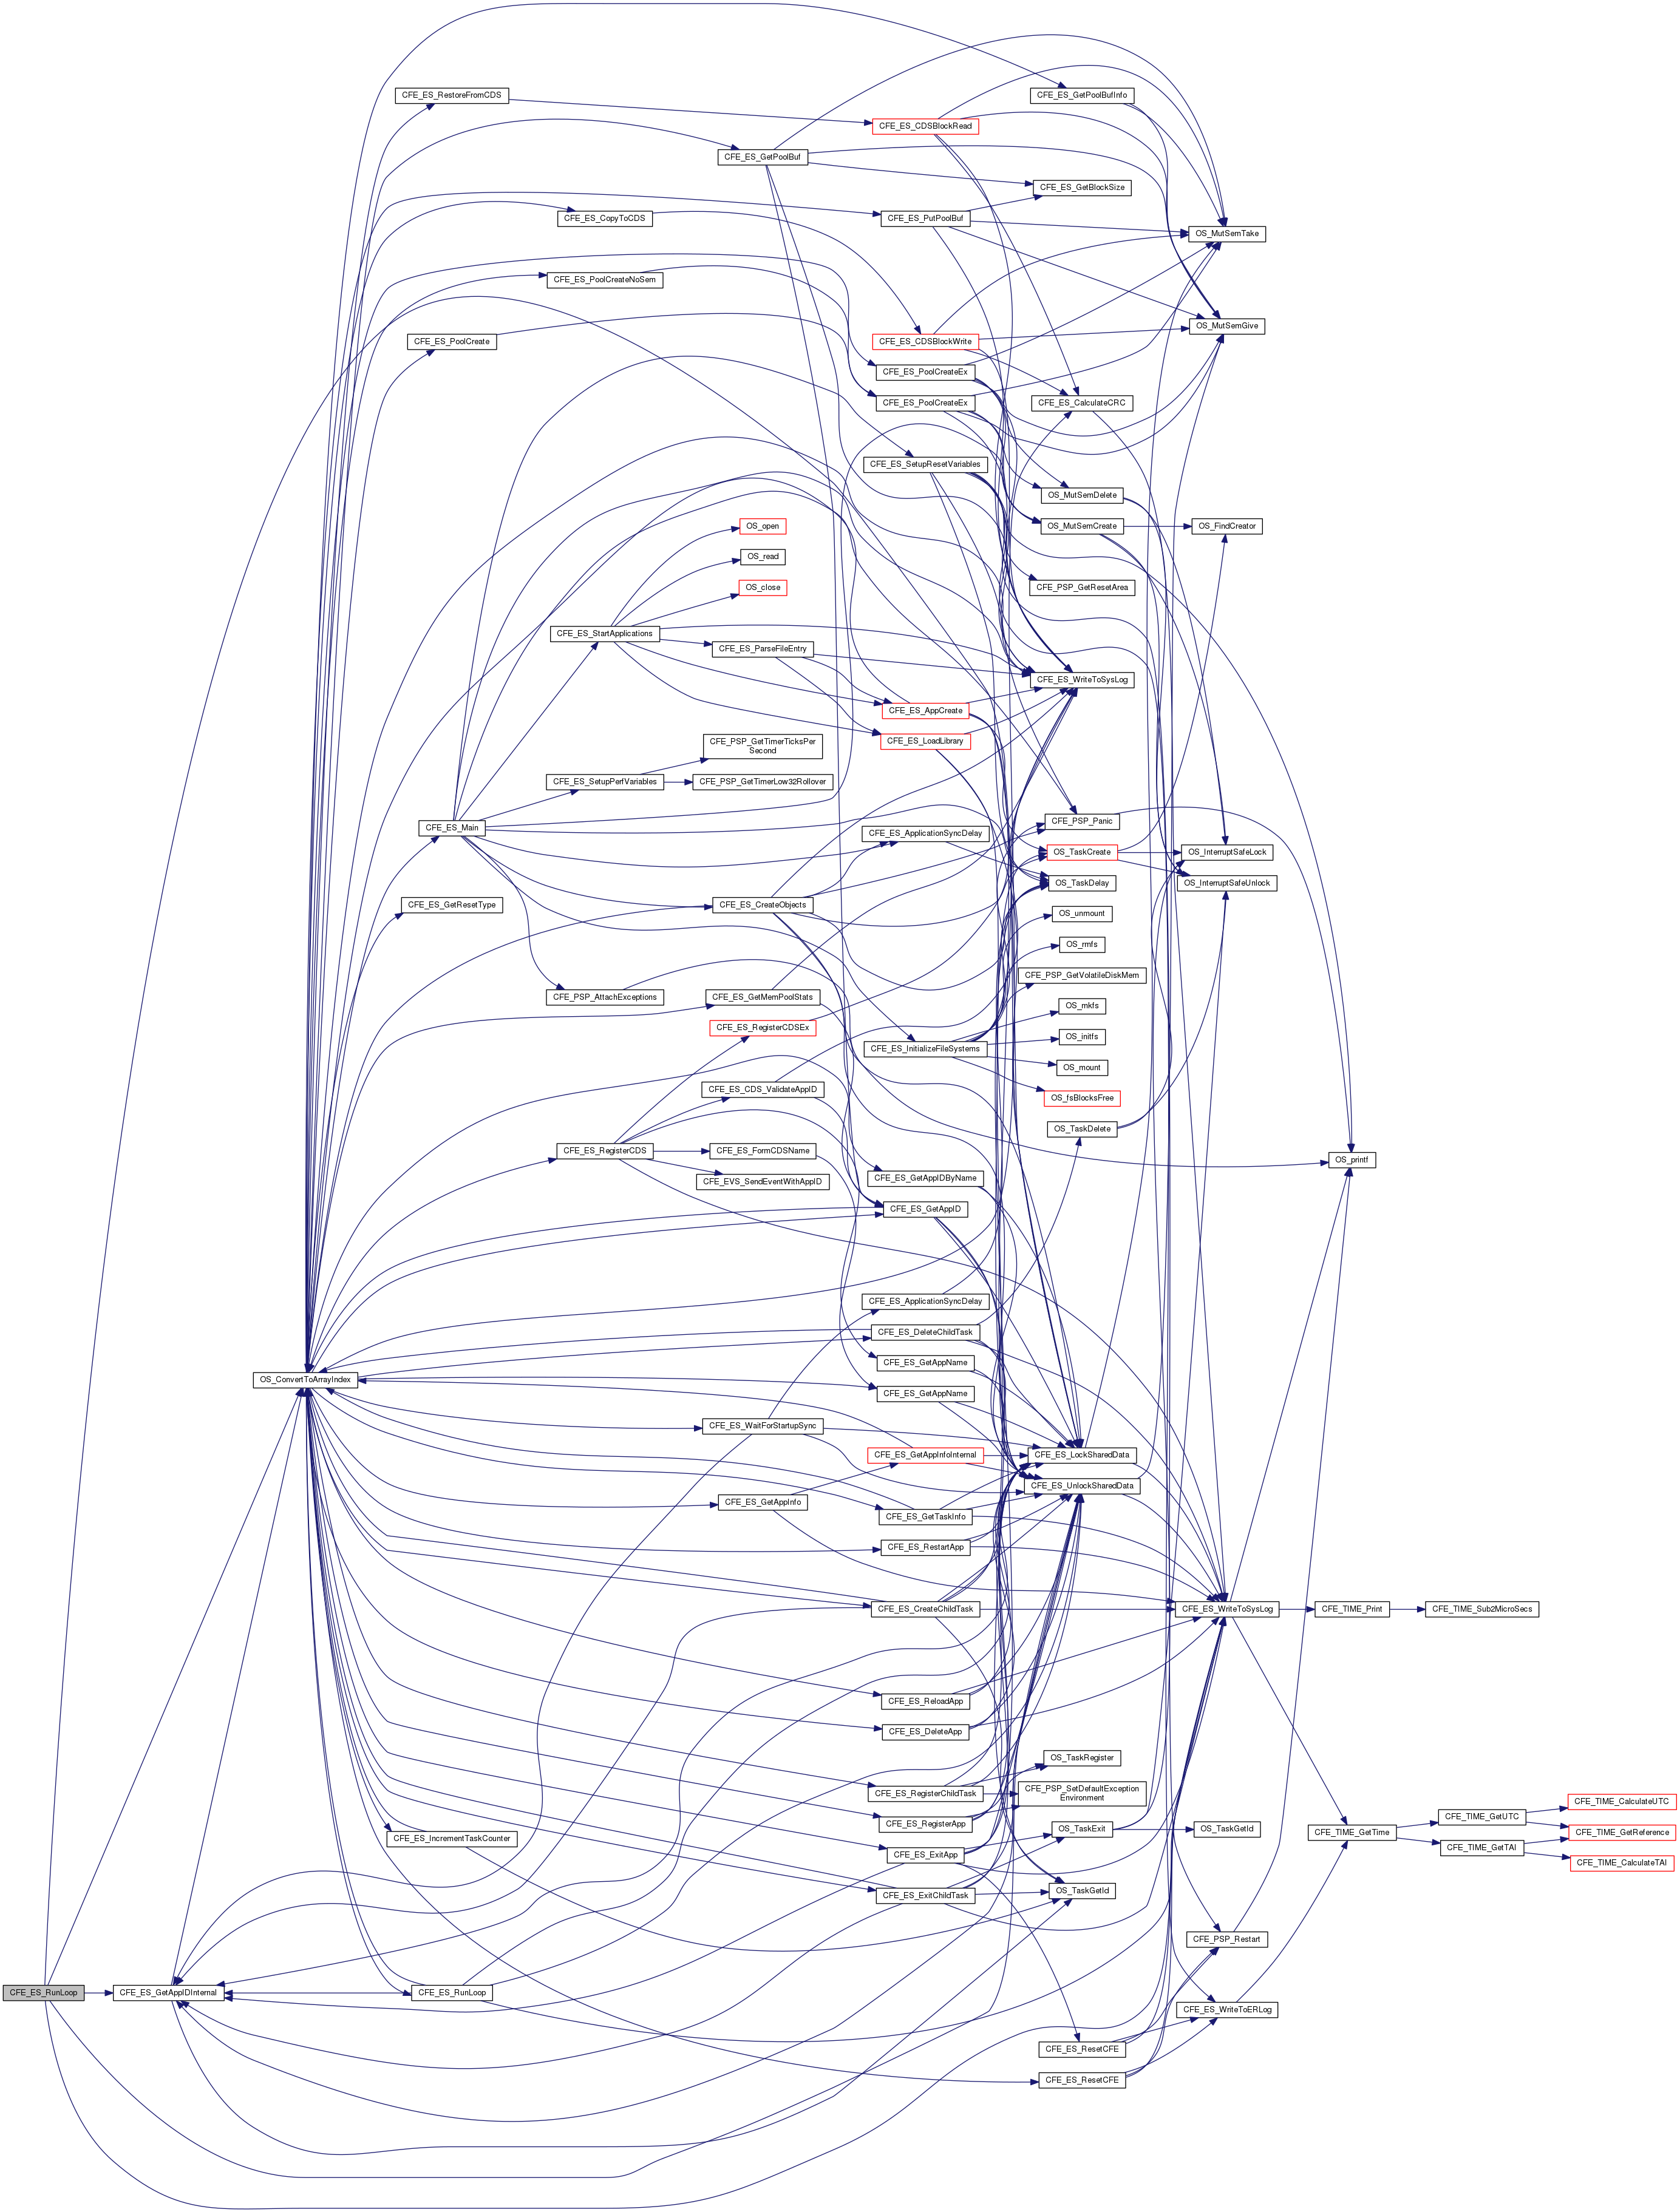 CFE_ES_RestoreFromCDS
CFE_ES_GetPoolBufInfo
CFE_ES_CDSBlockRead
CFE_ES_GetPoolBuf
CFE_ES_GetBlockSize
CFE_ES_CopyToCDS
CFE_ES_PutPoolBuf
OS_MutSemTake
CFE_ES_PoolCreateNoSem
OS_MutSemGive
CFE_ES_PoolCreate
CFE_ES_CDSBlockWrite
CFE_ES_PoolCreateEx
CFE_ES_PoolCreateEx
CFE_ES_CalculateCRC
CFE_ES_SetupResetVariables
OS_MutSemDelete
OS_open
OS_MutSemCreate
OS_FindCreator
OS_read
OS_close
CFE_PSP_GetResetArea
CFE_ES_StartApplications
CFE_ES_ParseFileEntry
CFE_ES_WriteToSysLog
CFE_ES_AppCreate
CFE_ES_LoadLibrary
CFE_PSP_GetTimerTicksPer
Second
CFE_ES_SetupPerfVariables
CFE_PSP_GetTimerLow32Rollover
CFE_ES_Main
CFE_ES_ApplicationSyncDelay
CFE_PSP_Panic
OS_TaskCreate
OS_InterruptSafeLock
OS_TaskDelay
OS_InterruptSafeUnlock
CFE_ES_GetResetType
CFE_ES_CreateObjects
OS_unmount
OS_rmfs
CFE_PSP_GetVolatileDiskMem
CFE_PSP_AttachExceptions
CFE_ES_GetMemPoolStats
OS_mkfs
CFE_ES_RegisterCDSEx
OS_initfs
CFE_ES_InitializeFileSystems
OS_mount
CFE_ES_CDS_ValidateAppID
OS_fsBlocksFree
OS_TaskDelete
CFE_ES_RegisterCDS
CFE_ES_FormCDSName
OS_printf
CFE_EVS_SendEventWithAppID
CFE_ES_GetAppIDByName
CFE_ES_GetAppID
CFE_ES_ApplicationSyncDelay
CFE_ES_DeleteChildTask
CFE_ES_GetAppName
OS_ConvertToArrayIndex
CFE_ES_GetAppName
CFE_ES_WaitForStartupSync
CFE_ES_GetAppInfoInternal
CFE_ES_LockSharedData
CFE_ES_UnlockSharedData
CFE_ES_GetAppInfo
CFE_ES_GetTaskInfo
CFE_ES_RestartApp
CFE_ES_CreateChildTask
CFE_ES_WriteToSysLog
CFE_TIME_Print
CFE_TIME_Sub2MicroSecs
CFE_ES_ReloadApp
CFE_ES_DeleteApp
OS_TaskRegister
CFE_ES_RegisterChildTask
CFE_PSP_SetDefaultException
Environment
CFE_TIME_CalculateUTC
CFE_TIME_GetUTC
CFE_ES_RegisterApp
OS_TaskExit
OS_TaskGetId
CFE_TIME_GetTime
CFE_TIME_GetReference
CFE_ES_IncrementTaskCounter
CFE_TIME_GetTAI
CFE_ES_ExitApp
CFE_TIME_CalculateTAI
CFE_ES_ExitChildTask
OS_TaskGetId
CFE_PSP_Restart
CFE_ES_RunLoop
CFE_ES_GetAppIDInternal
CFE_ES_RunLoop
CFE_ES_WriteToERLog
CFE_ES_ResetCFE
CFE_ES_ResetCFE